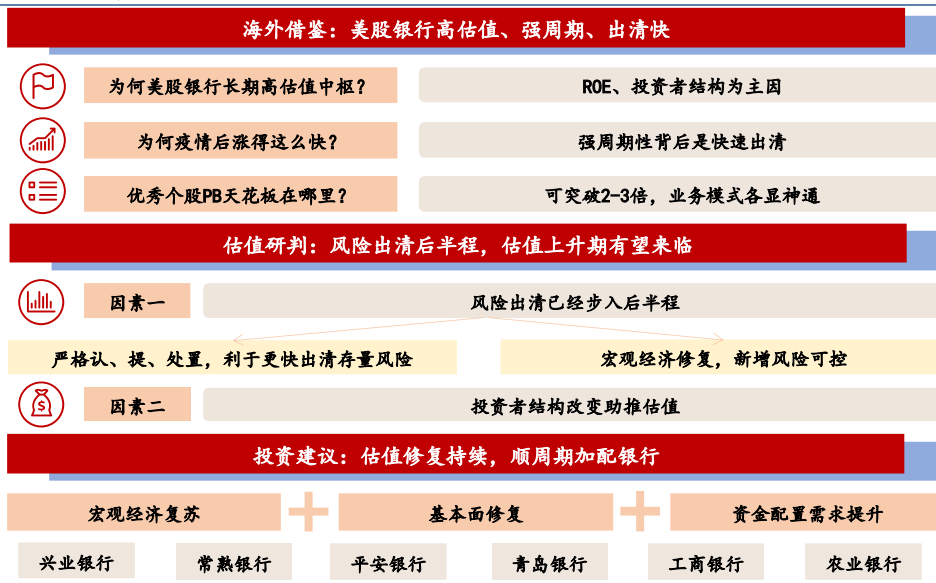 海外借鉴：美股银行高估值、强周期、出清快
为何美股银行长期高估值中枢？
ROE、投资者结构为主因
为何疫情后涨得这么快？
强周期性背后是快速出清
优秀个股PB天花板在哪里？
可突破2-3倍，业务模式各显神通
估值研判：风险出清后半程，估值上升期有望来临
因素一
风险出清已经步入后半程
严格认、提、处置，利于更快出清存量风险
宏观经济修复，新增风险可控
因素二
投资者结构改变助推估值
投资建议：估值修复持续，顺周期加配银行
宏观经济复苏
基本面修复
资金配置需求提升
兴业银行
常熟银行
平安银行
青岛银行
工商银行
农业银行